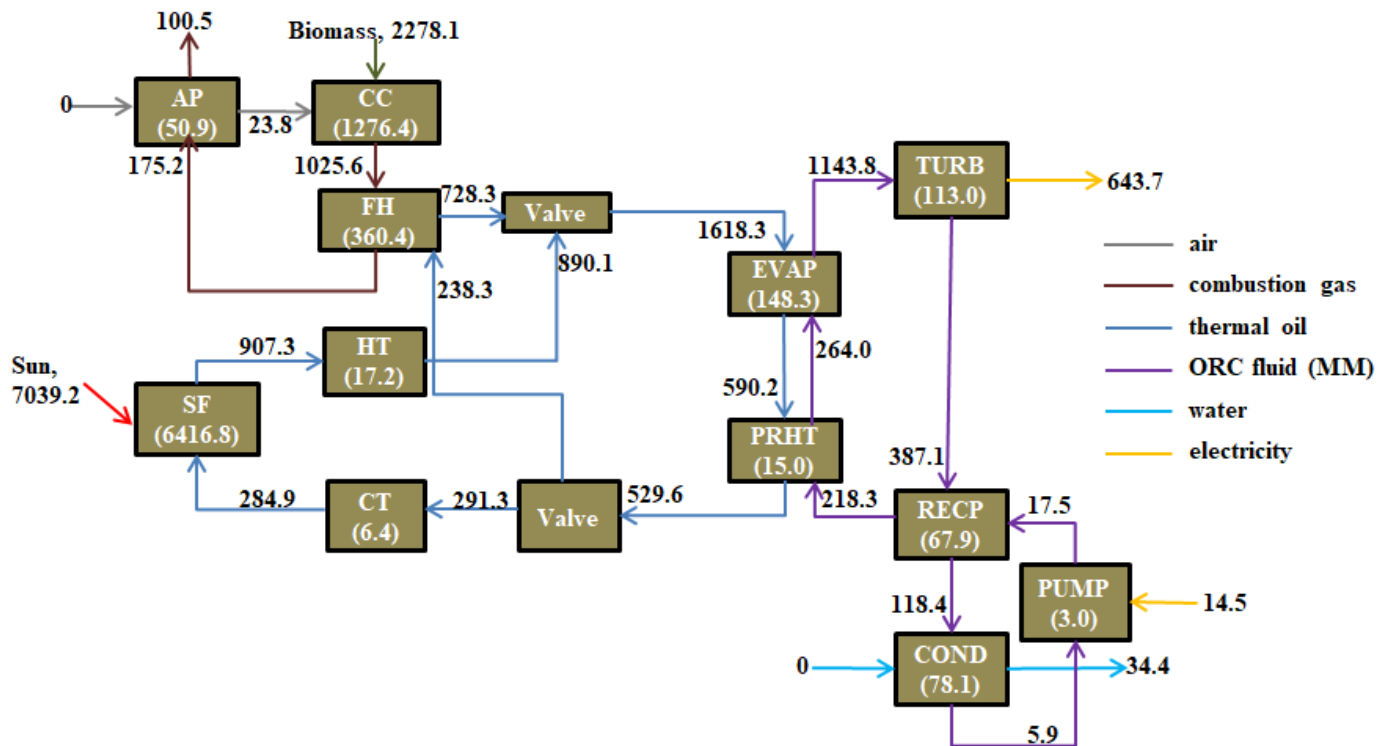 100.5
Biomass, 2278.1
0
AP
(50.9)
23.8
CC
(1276.4)
175.2
1025.6
FH
(360.4)
728.3
Valve
890.1
238.3
1618.3
EVAP
(148.3)
1143.8
TURB
(113.0)
643.7
air
combustion gas
thermal oil
ORC fluid (MM)
water
electricity
Sun,
7039.2
907.3
HT
(17.2)
SF
(6416.8)
590.2
264.0
PRHT
(15.0)
387.1
284.9
CT
(6.4)
291.3
Valve
529.6
218.3
RECP
(67.9)
17.5
118.4
PUMP
(3.0)
14.5
0
COND
(78.1)
34.4
5.9